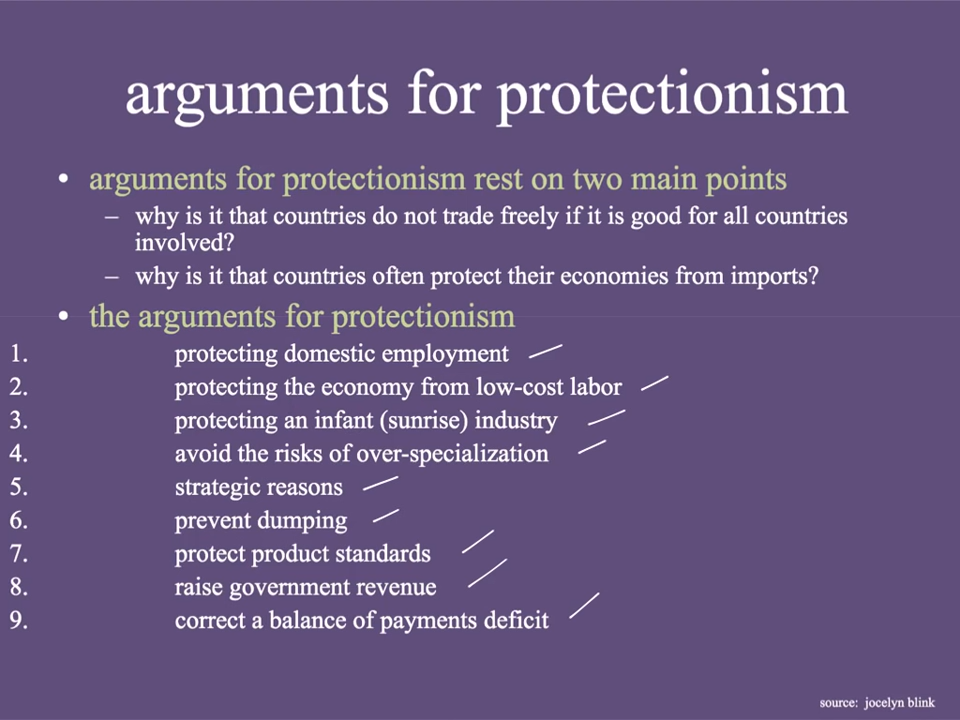 arguments for protectionism
• arguments for protectionism rest on two main points
– why is it that countries do not trade freely if it is good for all countries
involved?
– why is it that countries often protect their economies from imports?
• the arguments for protectionism
1. protecting domestic employment
2. protecting the economy from low-cost labor
3. protecting an infant (sunrise) industry
4. avoid the risks of over-specialization
5. strategic reasons
6. prevent dumping
7. protect product standards
8. raise government revenue
9. correct a balance of payments deficit
source: jocelyn blink